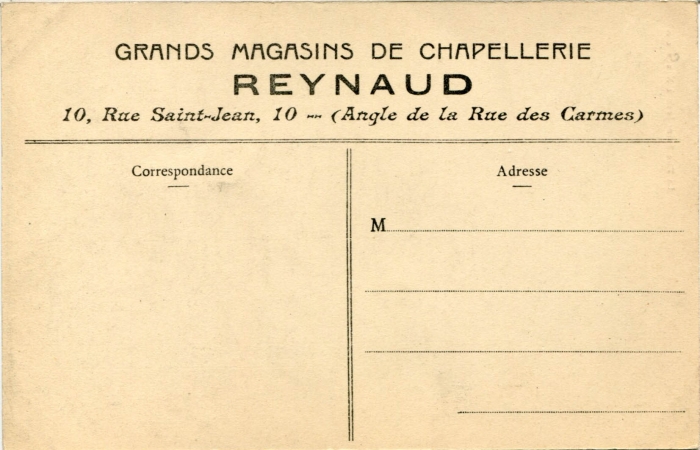 GRANDS MAGASINS DE CHAPELLERIE
REYNAUD
10, Rue Saint-Jean, 10 -- (Angle de la Rue des Carmes)
Correspondance
Adresse
M